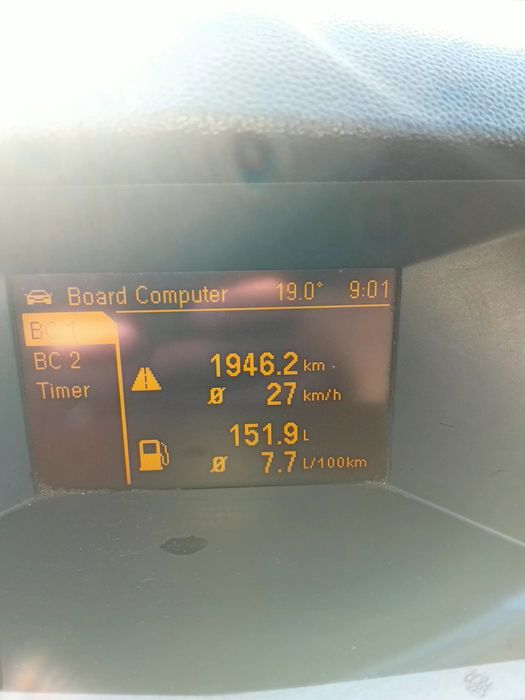 Board Computer 19.0° 9:01
BC 1
BC 2
Timer
1946.2 km
Ø 27 km/h
151.9 L
Ø 7.7 L/100km